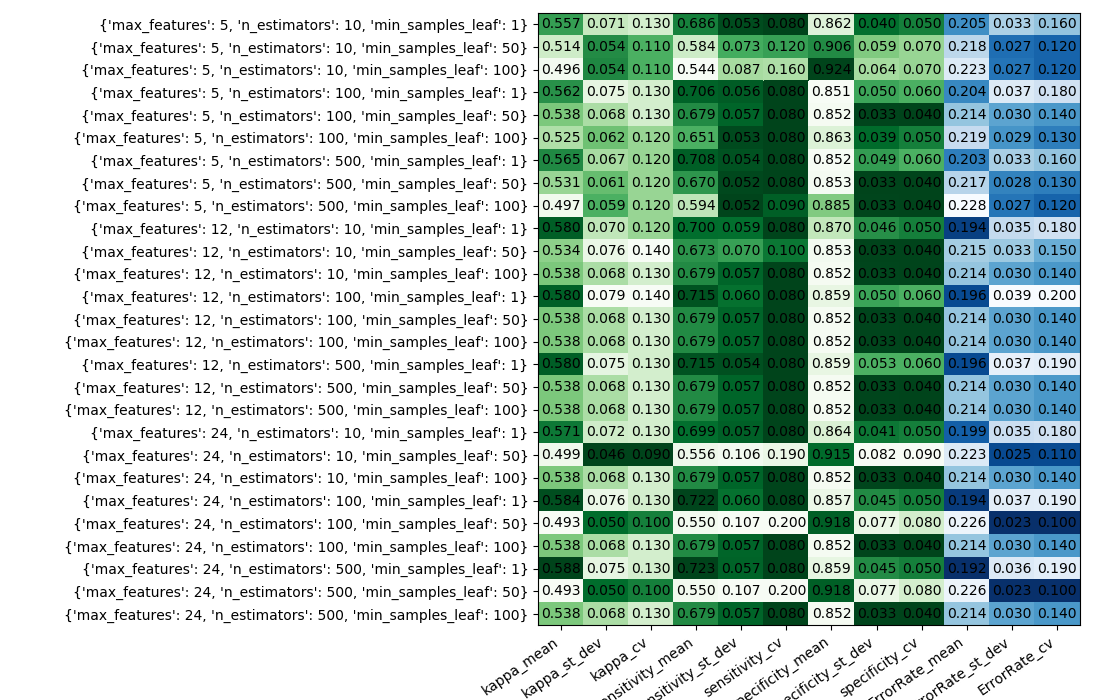 {'max_features': 5, 'n_estimators': 10, 'min_samples_leaf': 1} 0.557 0.071 0.130 0.686 0.053 0.080 0.862 0.040 0.050 0.205 0.033 0.160
{'max_features': 5, 'n_estimators': 10, 'min_samples_leaf': 50} 0.514 0.054 0.110 0.584 0.073 0.120 0.906 0.059 0.070 0.218 0.027 0.120
{'max_features': 5, 'n_estimators': 10, 'min_samples_leaf': 100} 0.496 0.054 0.110 0.544 0.087 0.160 0.924 0.064 0.070 0.223 0.027 0.120
{'max_features': 5, 'n_estimators': 100, 'min_samples_leaf': 1} 0.562 0.075 0.130 0.706 0.056 0.080 0.851 0.050 0.060 0.204 0.037 0.180
{'max_features': 5, 'n_estimators': 100, 'min_samples_leaf': 50} 0.538 0.068 0.130 0.679 0.057 0.080 0.852 0.033 0.040 0.214 0.030 0.140
{'max_features': 5, 'n_estimators': 100, 'min_samples_leaf': 100} 0.525 0.062 0.120 0.651 0.053 0.080 0.863 0.039 0.050 0.219 0.029 0.130
{'max_features': 5, 'n_estimators': 500, 'min_samples_leaf': 1} 0.565 0.067 0.120 0.708 0.054 0.080 0.852 0.049 0.060 0.203 0.033 0.160
{'max_features': 5, 'n_estimators': 500, 'min_samples_leaf': 50} 0.531 0.061 0.120 0.670 0.052 0.080 0.853 0.033 0.040 0.217 0.028 0.130
{'max_features': 5, 'n_estimators': 500, 'min_samples_leaf': 100} 0.497 0.059 0.120 0.594 0.052 0.090 0.885 0.033 0.040 0.228 0.027 0.120
{'max_features': 12, 'n_estimators': 10, 'min_samples_leaf': 1} 0.580 0.070 0.120 0.700 0.059 0.080 0.870 0.046 0.050 0.194 0.035 0.180
{'max_features': 12, 'n_estimators': 10, 'min_samples_leaf': 50} 0.534 0.076 0.140 0.673 0.070 0.100 0.853 0.033 0.040 0.215 0.033 0.150
{'max_features': 12, 'n_estimators': 10, 'min_samples_leaf': 100} 0.538 0.068 0.130 0.679 0.057 0.080 0.852 0.033 0.040 0.214 0.030 0.140
{'max_features': 12, 'n_estimators': 100, 'min_samples_leaf': 1} 0.580 0.079 0.140 0.715 0.060 0.080 0.859 0.050 0.060 0.196 0.039 0.200
{'max_features': 12, 'n_estimators': 100, 'min_samples_leaf': 50} 0.538 0.068 0.130 0.679 0.057 0.080 0.852 0.033 0.040 0.214 0.030 0.140
{'max_features': 12, 'n_estimators': 100, 'min_samples_leaf': 100} 0.538 0.068 0.130 0.679 0.057 0.080 0.852 0.033 0.040 0.214 0.030 0.140
{'max_features': 12, 'n_estimators': 500, 'min_samples_leaf': 1} 0.580 0.075 0.130 0.715 0.054 0.080 0.859 0.053 0.060 0.196 0.037 0.190
{'max_features': 12, 'n_estimators': 500, 'min_samples_leaf': 50} 0.538 0.068 0.130 0.679 0.057 0.080 0.852 0.033 0.040 0.214 0.030 0.140
{'max_features': 12, 'n_estimators': 500, 'min_samples_leaf': 100} 0.538 0.068 0.130 0.679 0.057 0.080 0.852 0.033 0.040 0.214 0.030 0.140
{'max_features': 24, 'n_estimators': 10, 'min_samples_leaf': 1} 0.571 0.072 0.130 0.699 0.057 0.080 0.864 0.041 0.050 0.199 0.035 0.180
{'max_features': 24, 'n_estimators': 10, 'min_samples_leaf': 50} 0.499 0.046 0.090 0.556 0.106 0.190 0.915 0.082 0.090 0.223 0.025 0.110
{'max_features': 24, 'n_estimators': 10, 'min_samples_leaf': 100} 0.538 0.068 0.130 0.679 0.057 0.080 0.852 0.033 0.040 0.214 0.030 0.140
{'max_features': 24, 'n_estimators': 100, 'min_samples_leaf': 1} 0.584 0.076 0.130 0.722 0.060 0.080 0.857 0.045 0.050 0.194 0.037 0.190
{'max_features': 24, 'n_estimators': 100, 'min_samples_leaf': 50} 0.493 0.050 0.100 0.550 0.107 0.200 0.918 0.077 0.080 0.226 0.023 0.100
{'max_features': 24, 'n_estimators': 100, 'min_samples_leaf': 100} 0.538 0.068 0.130 0.679 0.057 0.080 0.852 0.033 0.040 0.214 0.030 0.140
{'max_features': 24, 'n_estimators': 500, 'min_samples_leaf': 1} 0.588 0.075 0.130 0.723 0.057 0.080 0.859 0.045 0.050 0.192 0.036 0.190
{'max_features': 24, 'n_estimators': 500, 'min_samples_leaf': 50} 0.493 0.050 0.100 0.550 0.107 0.200 0.918 0.077 0.080 0.226 0.023 0.100
{'max_features': 24, 'n_estimators': 500, 'min_samples_leaf': 100} 0.538 0.068 0.130 0.679 0.057 0.080 0.852 0.033 0.040 0.214 0.030 0.140
kappa_mean
kappa_st_dev
kappa_cv
ensitivity_mean
nsitivity_st_dev
sensitivity_cv
pecificity_mean
ecificity_st_dev
specificity_cv
ErrorRate_mean
rrorRate_st_dev
ErrorRate_cv